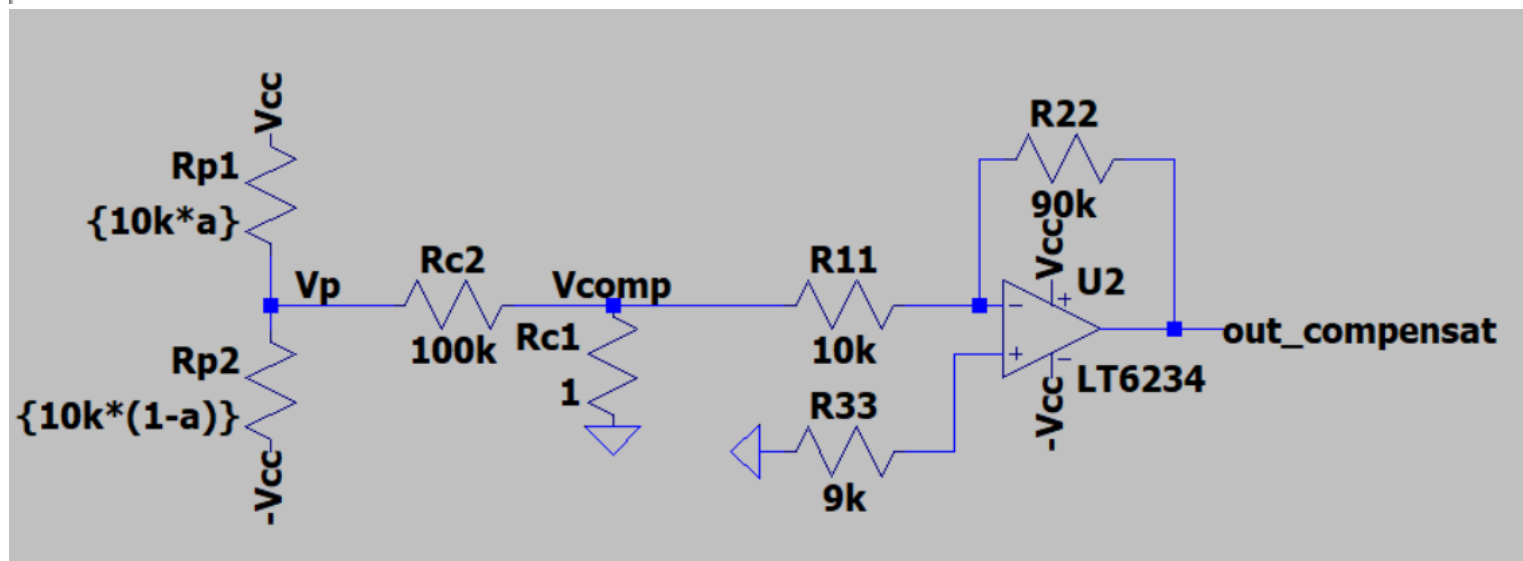 Vcc
Rp1
{10k*a}
Vp
Rc2
100k
Vcomp
Rc1
1
Rp2
{10k*(1-a)}
-Vcc
R11
10k
R22
90k
Vcc
U2
+
−
+
−
LT6234
-Vcc
out_compensat
R33
9k